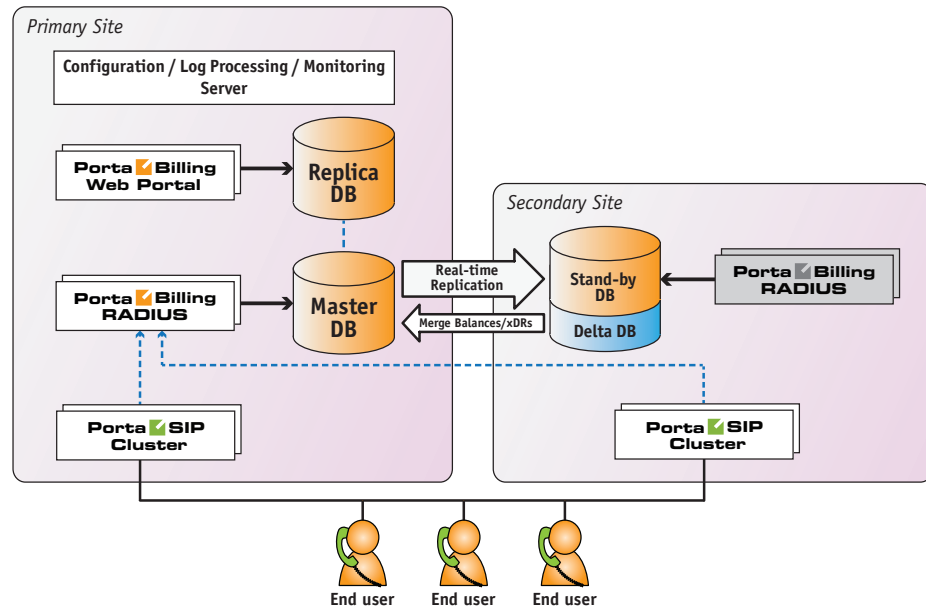 Primary Site
Configuration / Log Processing / Monitoring
Server
Porta Billing
Web Portal
Replica
DB
Secondary Site
Porta Billing
RADIUS
Master
DB
Real-time
Replication
Merge Balances/xDRs
Stand-by
DB
Delta DB
Porta Billing
RADIUS
Porta SIP
Cluster
Porta SIP
Cluster
End user
End user
End user